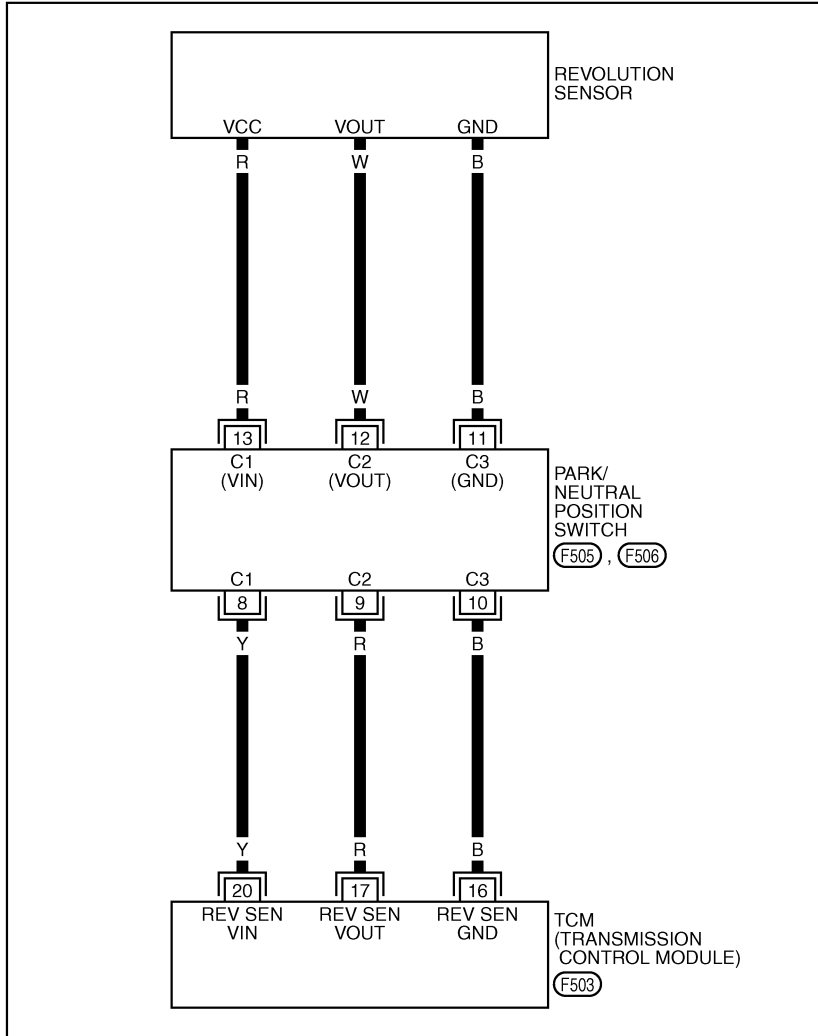 REVOLUTION
SENSOR
VCC VOUT GND
R W B
R W B
13 12 11
C1 C2 C3
(VIN) (VOUT) (GND)
PARK/
NEUTRAL
POSITION
SWITCH
F505 , F506
C1 C2 C3
8 9 10
Y R B
Y R B
20 17 16
REV SEN REV SEN REV SEN
VIN VOUT GND
TCM
(TRANSMISSION
CONTROL MODULE)
F503